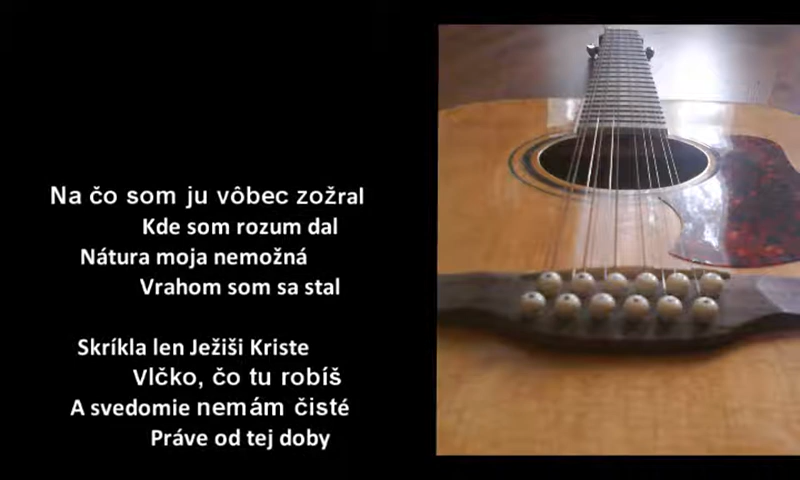 Na čo som ju vôbec zožral
Kde som rozum dal
Nátura moja nemožná
Vrahom som sa stal
Skríkla len Ježiši Kriste
Vlčko, čo tu robíš
A svedomie nemám čisté
Práve od tej doby